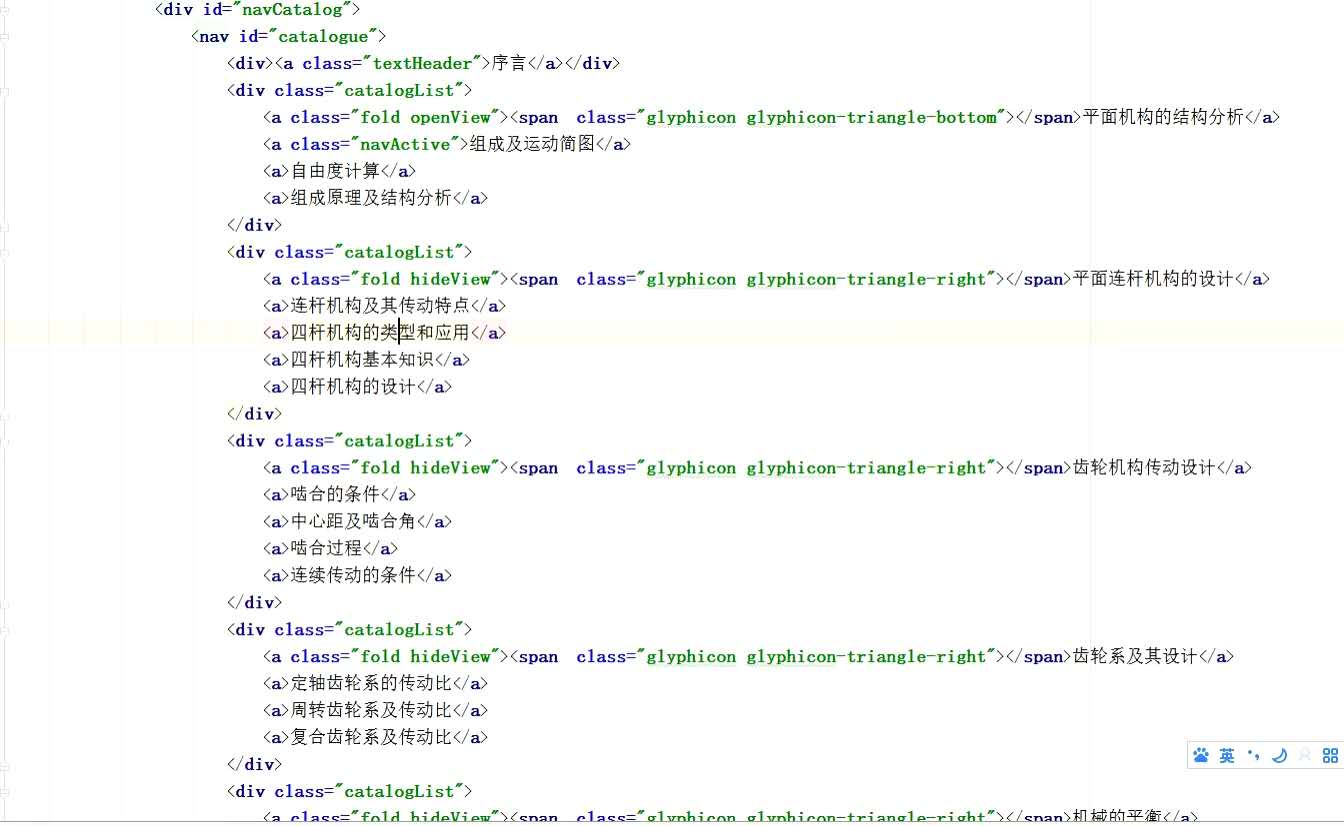 <div id="navCatalog">
<nav id="catalogue">
<div><a class="textHeader">序言</a></div>
<div class="catalogList">
<a class="fold openView"><span  class="glyphicon glyphicon-triangle-bottom"></span>平面机构的结构分析</a>
<a class="navActive">组成及运动简图</a>
<a>自由度计算</a>
<a>组成原理及结构分析</a>
</div>
<div class="catalogList">
<a class="fold hideView"><span  class="glyphicon glyphicon-triangle-right"></span>平面连杆机构的设计</a>
<a>连杆机构及其传动特点</a>
<a>四杆机构的类型和应用</a>
<a>四杆机构基本知识</a>
<a>四杆机构的设计</a>
</div>
<div class="catalogList">
<a class="fold hideView"><span  class="glyphicon glyphicon-triangle-right"></span>齿轮机构传动设计</a>
<a>啮合的条件</a>
<a>中心距及啮合角</a>
<a>啮合过程</a>
<a>连续传动的条件</a>
</div>
<div class="catalogList">
<a class="fold hideView"><span  class="glyphicon glyphicon-triangle-right"></span>齿轮系及其设计</a>
<a>定轴齿轮系的传动比</a>
<a>周转齿轮系及传动比</a>
<a>复合齿轮系及传动比</a>
</div>
<div class="catalogList">
<a class="fold hideView"><span  class="glyphicon glyphicon-triangle-right"></span>机械的平衡</a>
英